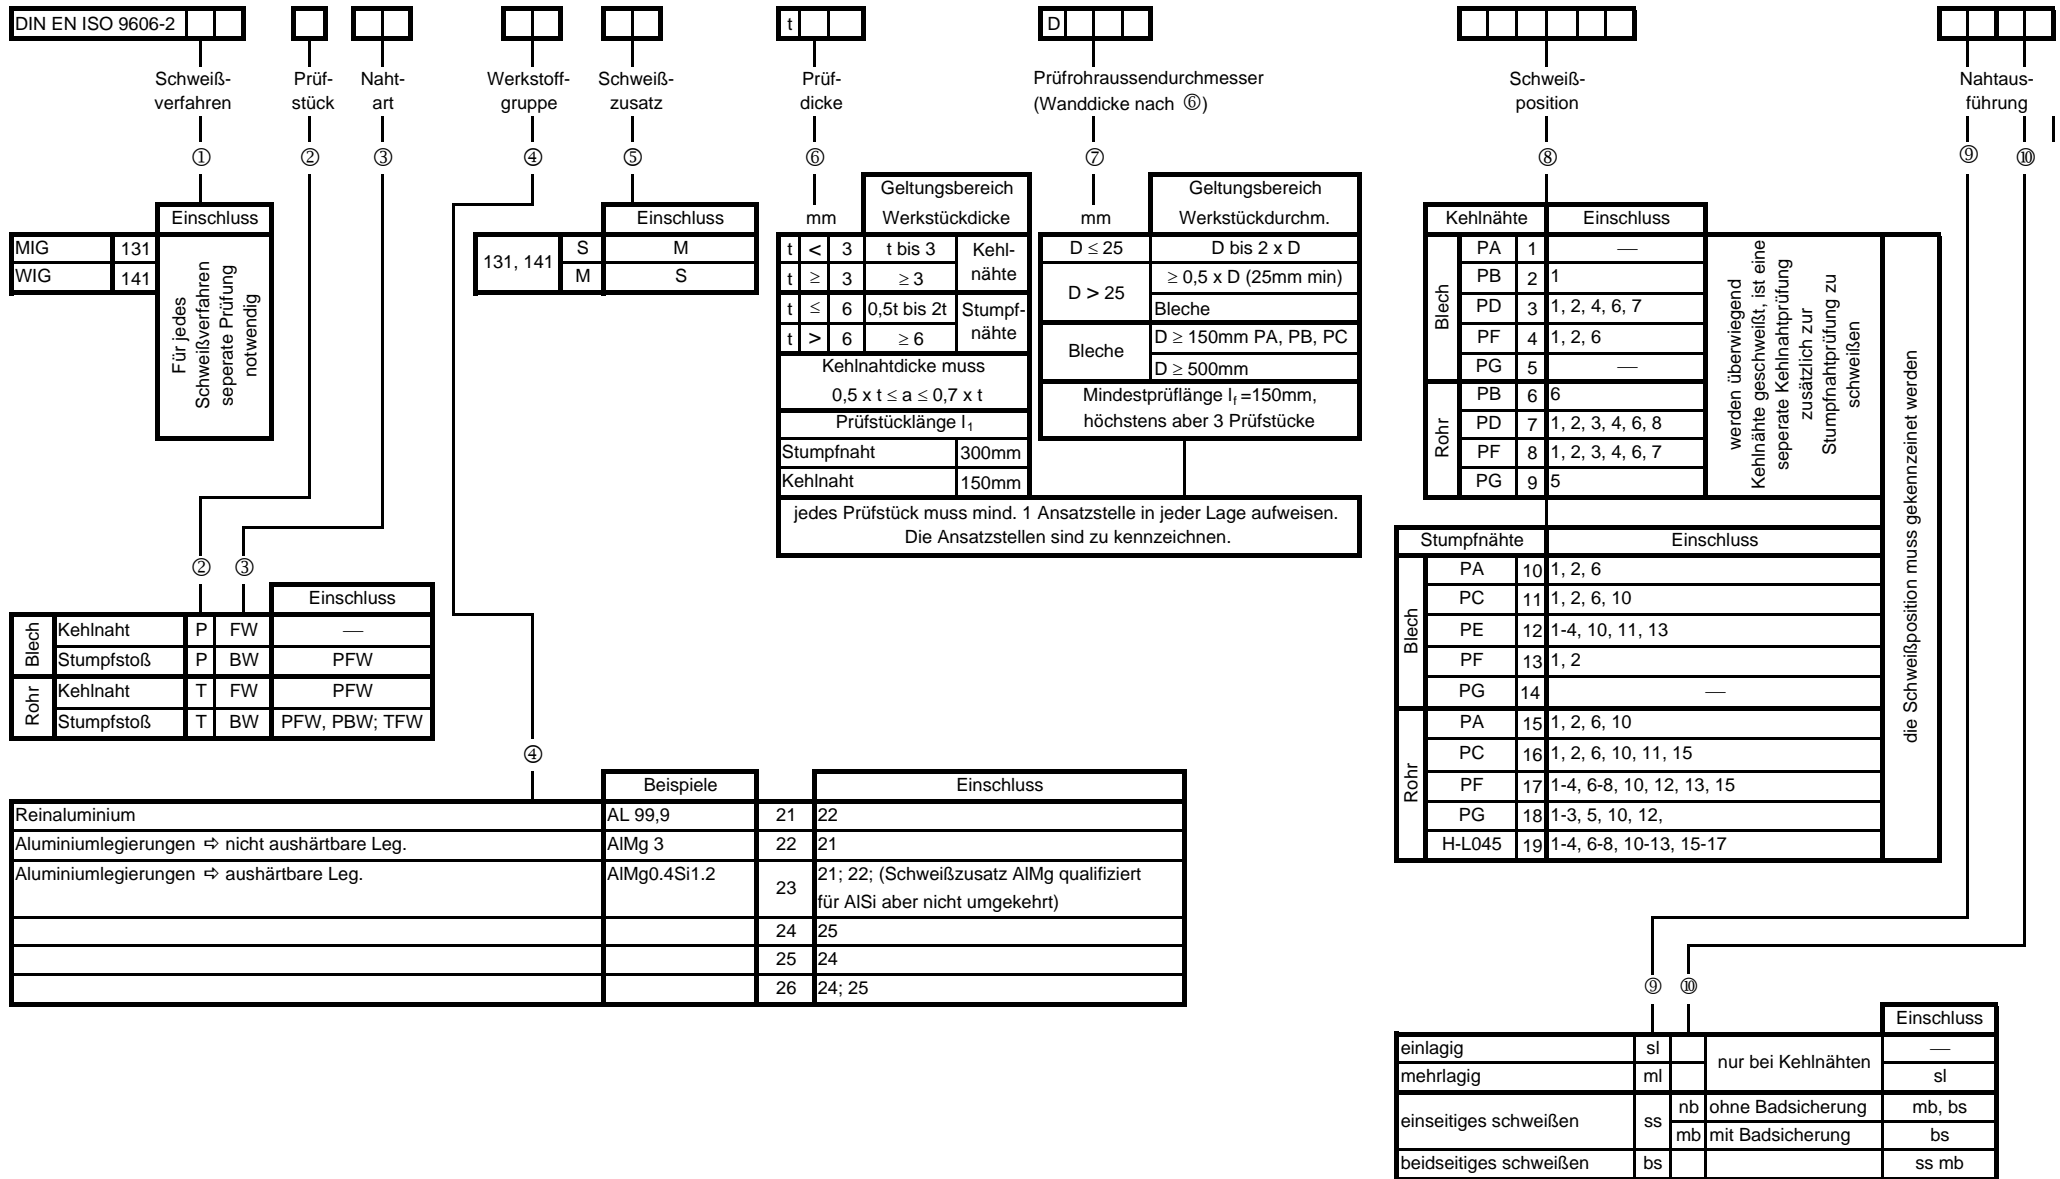 DIN EN ISO 9606-2
t
D
Schweiß-
verfahren
Prüf-
stück
Naht-
art
Werkstoff-
gruppe
Schweiß-
zusatz
Prüf-
dicke
Prüfrohraussendurchmesser
(Wanddicke nach ⑥)
Schweiß-
position
Nahtaus-
führung
① ② ③ ④ ⑤ ⑥ ⑦ ⑧ ⑨ ⑩
Einschluss
MIG 131
WIG 141
Für jedes
Schweißverfahren
seperate Prüfung
notwendig
Einschluss
131, 141
S M
M S
Geltungsbereich
mm Werkstückdicke
t < 3 t bis 3
t ≥ 3 ≥ 3
Kehl-
nähte
t ≤ 6 0,5t bis 2t
t > 6 ≥ 6
Stumpf-
nähte
Kehlnahtdicke muss
0,5 x t ≤ a ≤ 0,7 x t
Prüfstücklänge l1
Stumpfnaht 300mm
Kehlnaht 150mm
Geltungsbereich
mm Werkstückdurchm.
D ≤ 25 D bis 2 x D
D > 25
≥ 0,5 x D (25mm min)
Bleche
Bleche
D ≥ 150mm PA, PB, PC
D ≥ 500mm
Mindestprüflänge lf =150mm,
höchstens aber 3 Prüfstücke
jedes Prüfstück muss mind. 1 Ansatzstelle in jeder Lage aufweisen.
Die Ansatzstellen sind zu kennzeichnen.
Kehlnähte Einschluss
Blech
PA 1 —
PB 2 1
PD 3 1, 2, 4, 6, 7
PF 4 1, 2, 6
PG 5 —
Rohr
PB 6 6
PD 7 1, 2, 3, 4, 6, 8
PF 8 1, 2, 3, 4, 6, 7
PG 9 5
werden überwiegend
Kehlnähte geschweißt, ist eine
seperate Kehlnahtprüfung
zusätzlich zur
Stumpfnahtprüfung zu
schweißen
die Schweißposition muss gekennzeinet werden
Stumpfnähte Einschluss
Blech
PA 10 1, 2, 6
PC 11 1, 2, 6, 10
PE 12 1-4, 10, 11, 13
PF 13 1, 2
PG 14 —
Rohr
PA 15 1, 2, 6, 10
PC 16 1, 2, 6, 10, 11, 15
PF 17 1-4, 6-8, 10, 12, 13, 15
PG 18 1-3, 5, 10, 12,
H-L045 19 1-4, 6-8, 10-13, 15-17
② ③
Einschluss
Blech
Kehlnaht P FW —
Stumpfstoß P BW PFW
Rohr
Kehlnaht T FW PFW
Stumpfstoß T BW PFW, PBW; TFW
④
Beispiele Einschluss
Reinaluminium AL 99,9 21 22
Aluminiumlegierungen ⇨ nicht aushärtbare Leg. AlMg 3 22 21
Aluminiumlegierungen ⇨ aushärtbare Leg. AlMg0.4Si1.2 23
21; 22; (Schweißzusatz AlMg qualifiziert
für AlSi aber nicht umgekehrt)
24 25
25 24
26 24; 25
⑨ ⑩
Einschluss
einlagig sl —
mehrlagig ml sl
nur bei Kehlnähten
einseitiges schweißen ss
nb ohne Badsicherung mb, bs
mb mit Badsicherung bs
beidseitiges schweißen bs ss mb